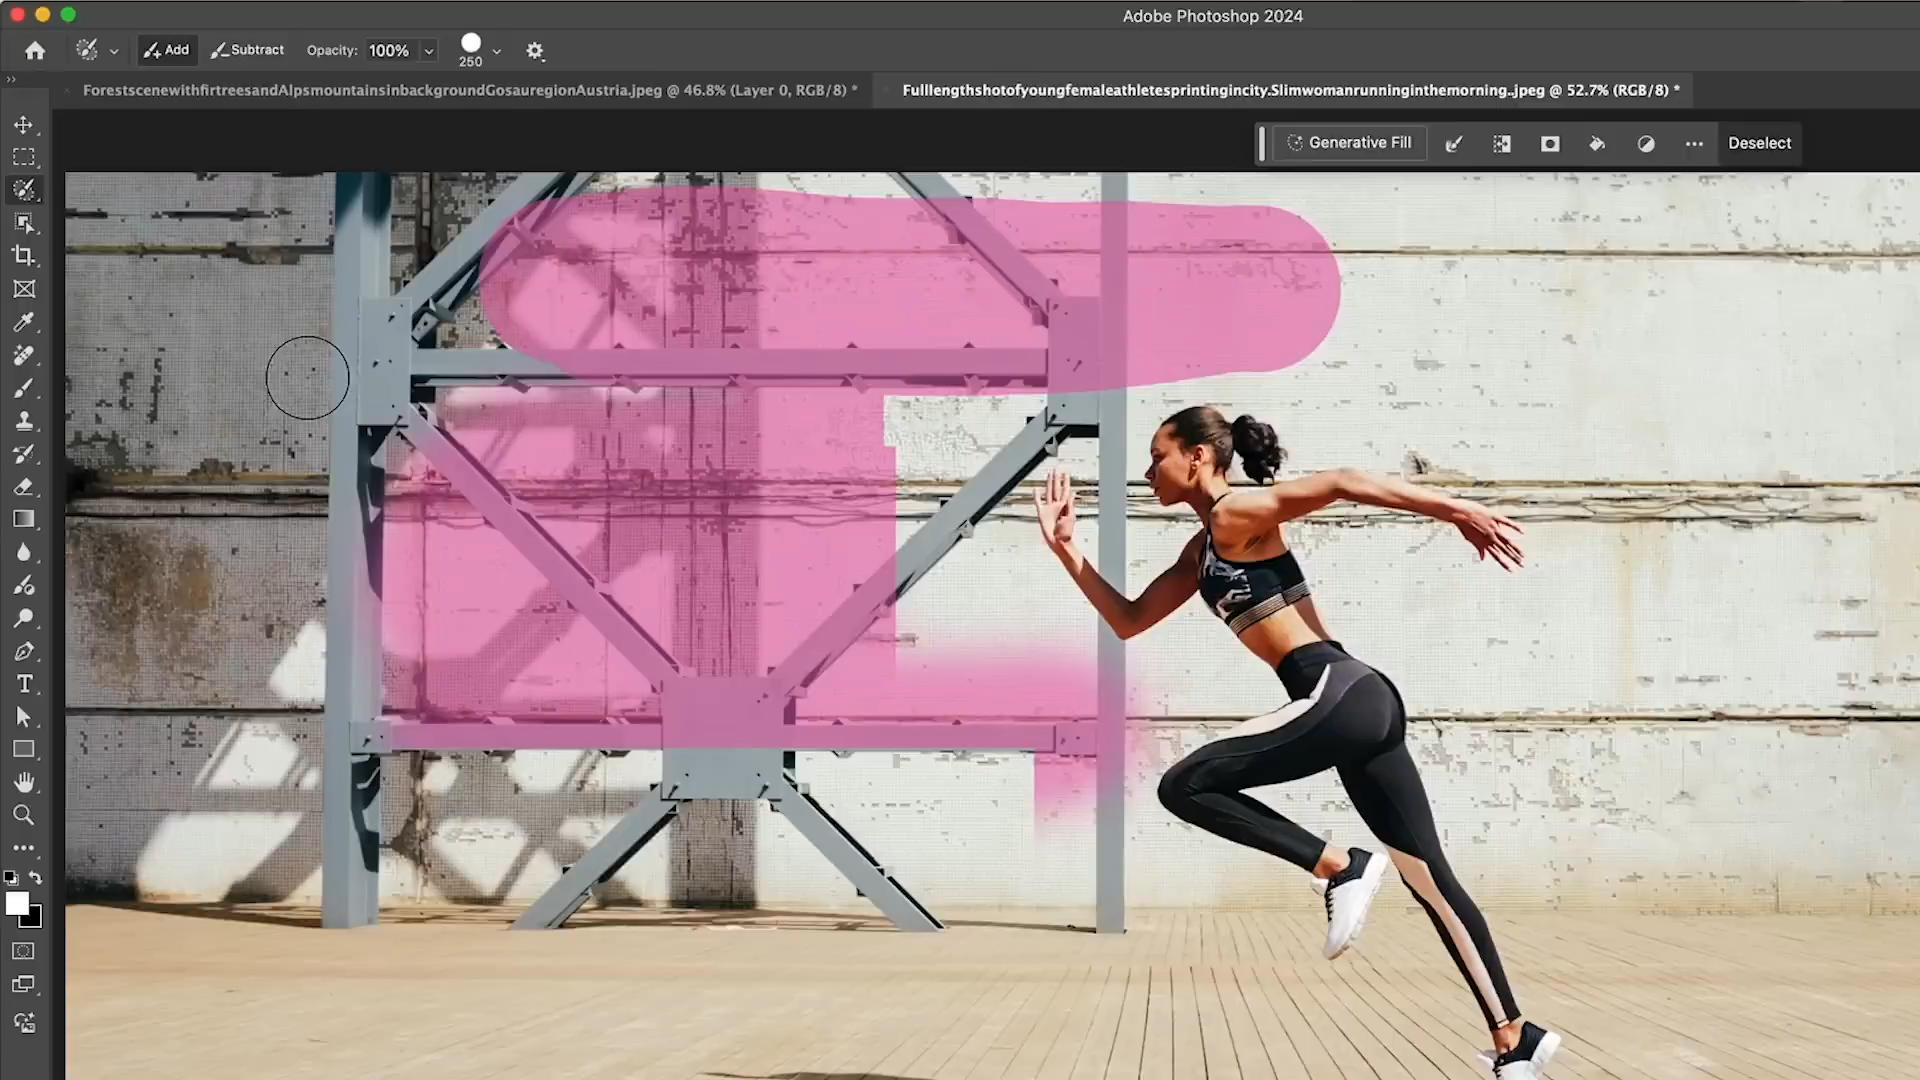 Adobe Photoshop 2024
Add
Subtract
Opacity: 100%
250
ForestscenewithfirtreesandAlpsmountainsinbackgroundGosauregionAustria.jpeg @ 46.8% (Layer 0, RGB/8) *
Fulllengthshotofyoungfemaleathletesprintingincity.Slimwomanrunninginthemorning..jpeg @ 52.7% (RGB/8) *
Generative Fill
Deselect